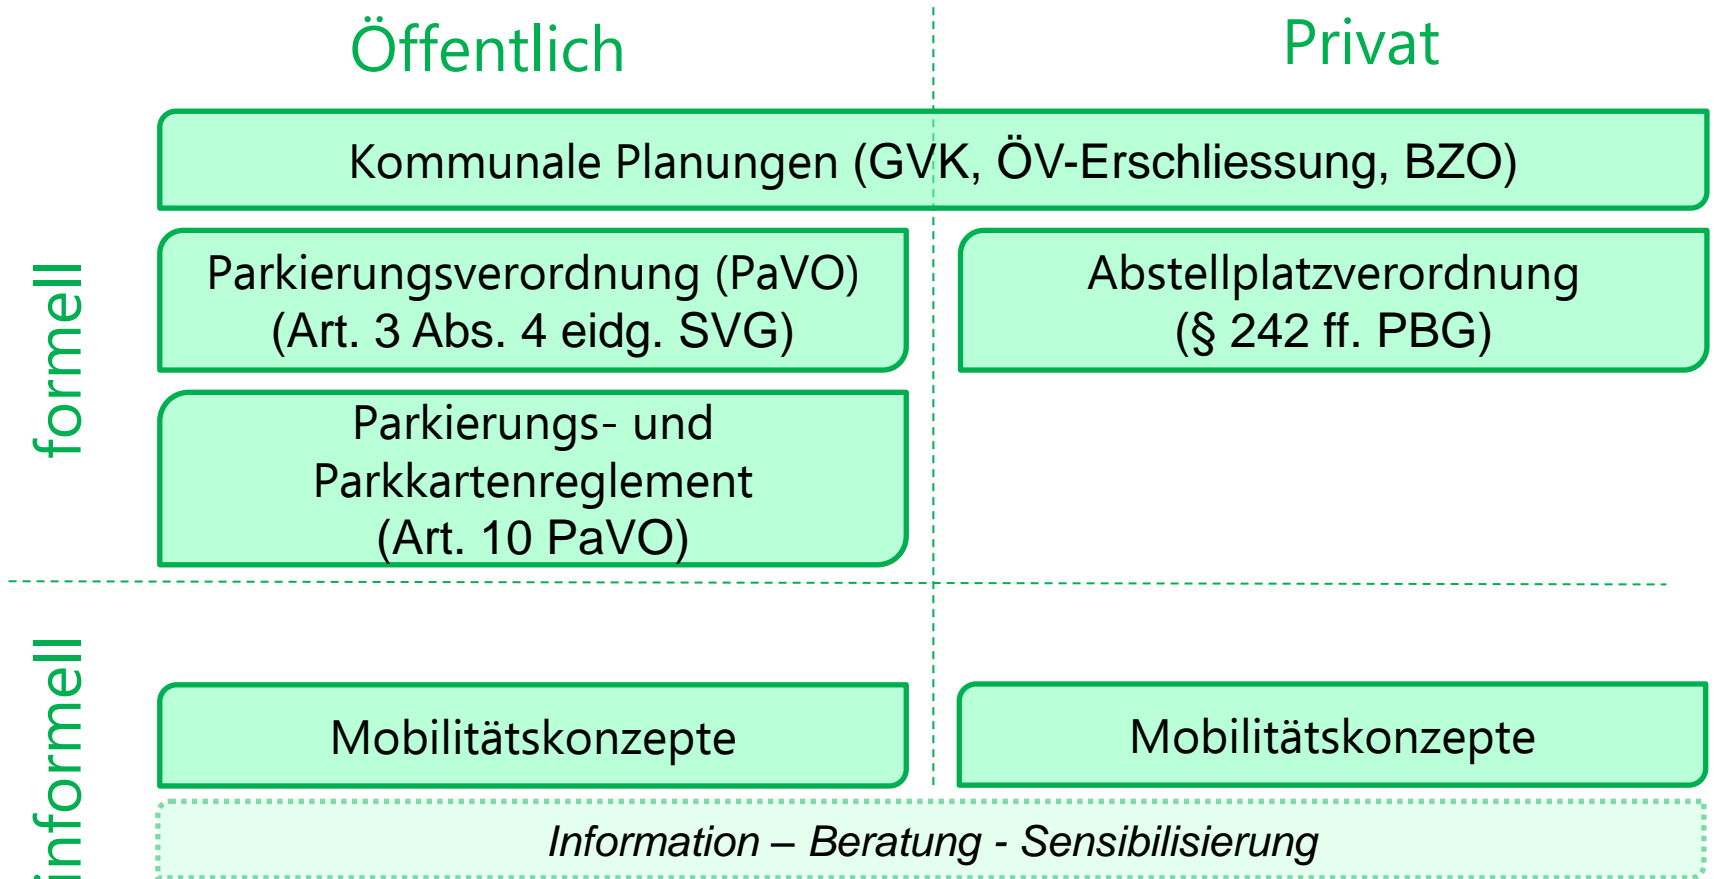 Öffentlich
Privat
formell
Kommunale Planungen (GVK, ÖV-Erschliessung, BZO)
Parkierungsverordnung (PaVO)
(Art. 3 Abs. 4 eidg. SVG)
Abstellplatzverordnung
(§ 242 ff. PBG)
Parkierungs- und
Parkkartenreglement
(Art. 10 PaVO)
informell
Mobilitätskonzepte
Mobilitätskonzepte
Information – Beratung - Sensibilisierung